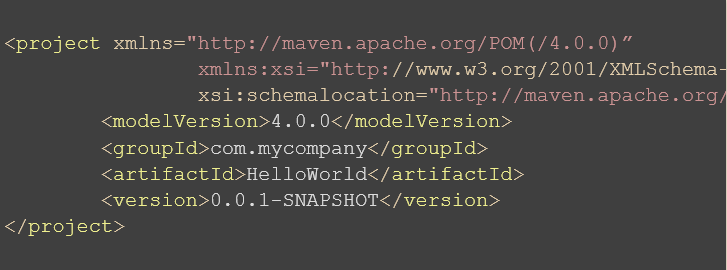 <project xmlns="http://maven.apache.org/POM(/4.0.0)”
xmlns:xsi="http://www.w3.org/2001/XMLSchema-
xsi:schemalocation="http://maven.apache.org/
<modelVersion>4.0.0</modelVersion>
<groupId>com.mycompany</groupId>
<artifactId>HelloWorld</artifactId>
<version>0.0.1-SNAPSHOT</version>
</project>